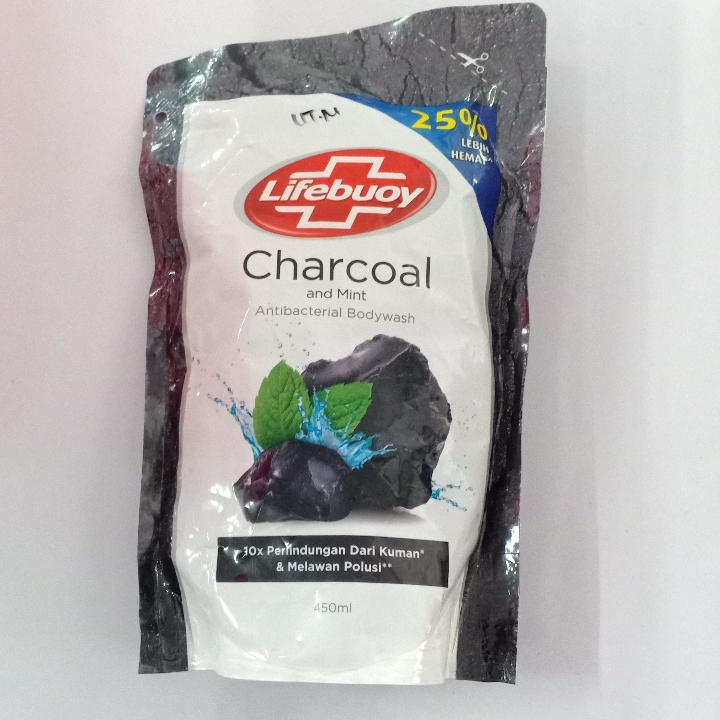 UT.M
25%
LEBIH
HEMAT
Lifebuoy
Charcoal
and Mint
Antibacterial Bodywash
10x Perlindungan Dari Kuman*
& Melawan Polusi**
450ml